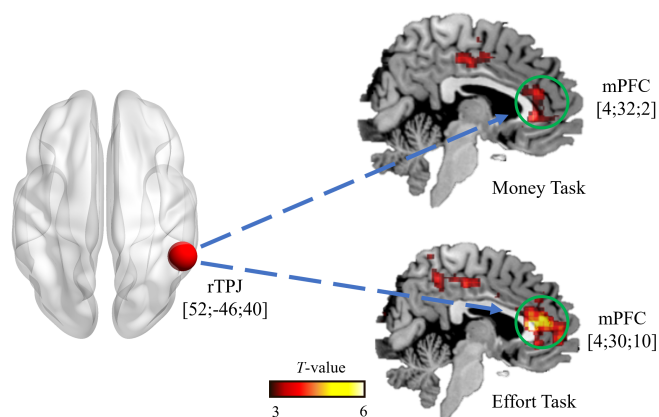 mPFC
[4;32;2]
Money Task
rTPJ
[52;-46;40]
mPFC
[4;30;10]
T-value
3 6
Effort Task